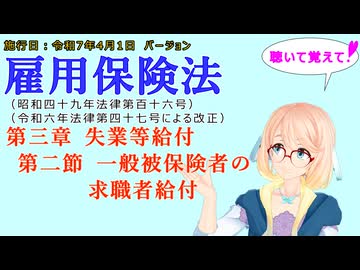 施行日：令和7年4月1日 バージョン
聴いて覚えて!
雇用保険法
（昭和四十九年法律第百十六号）
（令和六年法律第四十七号による改正）
第三章 失業等給付
第二節 一般被保険者の
求職者給付